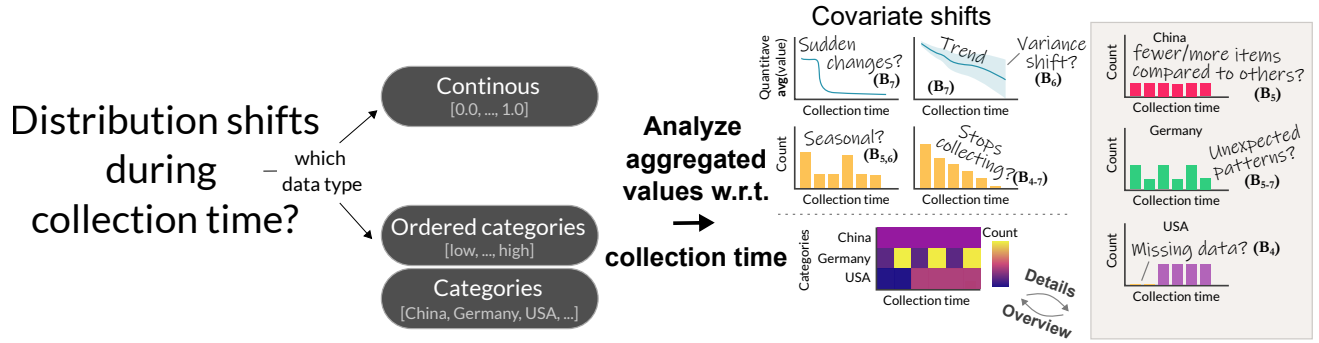 Distribution shifts
during
collection time?
which
data type
Continous
[0.0, ..., 1.0]
Ordered categories
[low, ..., high]
Categories
[China, Germany, USA, ...]
Analyze
aggregated
values w.r.t.
collection time
Covariate shifts
Quantitave
avg(value)
Sudden
changes?
(B7)
Collection time
Trend
(B7)
Variance
shift?
(B6)
Collection time
Count
Seasonal?
(B5,6)
Collection time
Stops
collecting?
(B4-7)
Collection time
Categories
China
Germany
USA
Collection time
Count
Details
Overview
China
Count
fewer/more items
compared to others?
(B5)
Collection time
Germany
Count
Unexpected
patterns?
(B5-7)
Collection time
USA
Count
Missing data? (B4)
Collection time